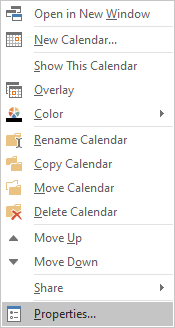 Open in New Window
New Calendar...
Show This Calendar
Overlay
Color
Rename Calendar
Copy Calendar
Move Calendar
Delete Calendar
Move Up
Move Down
Share
Properties...